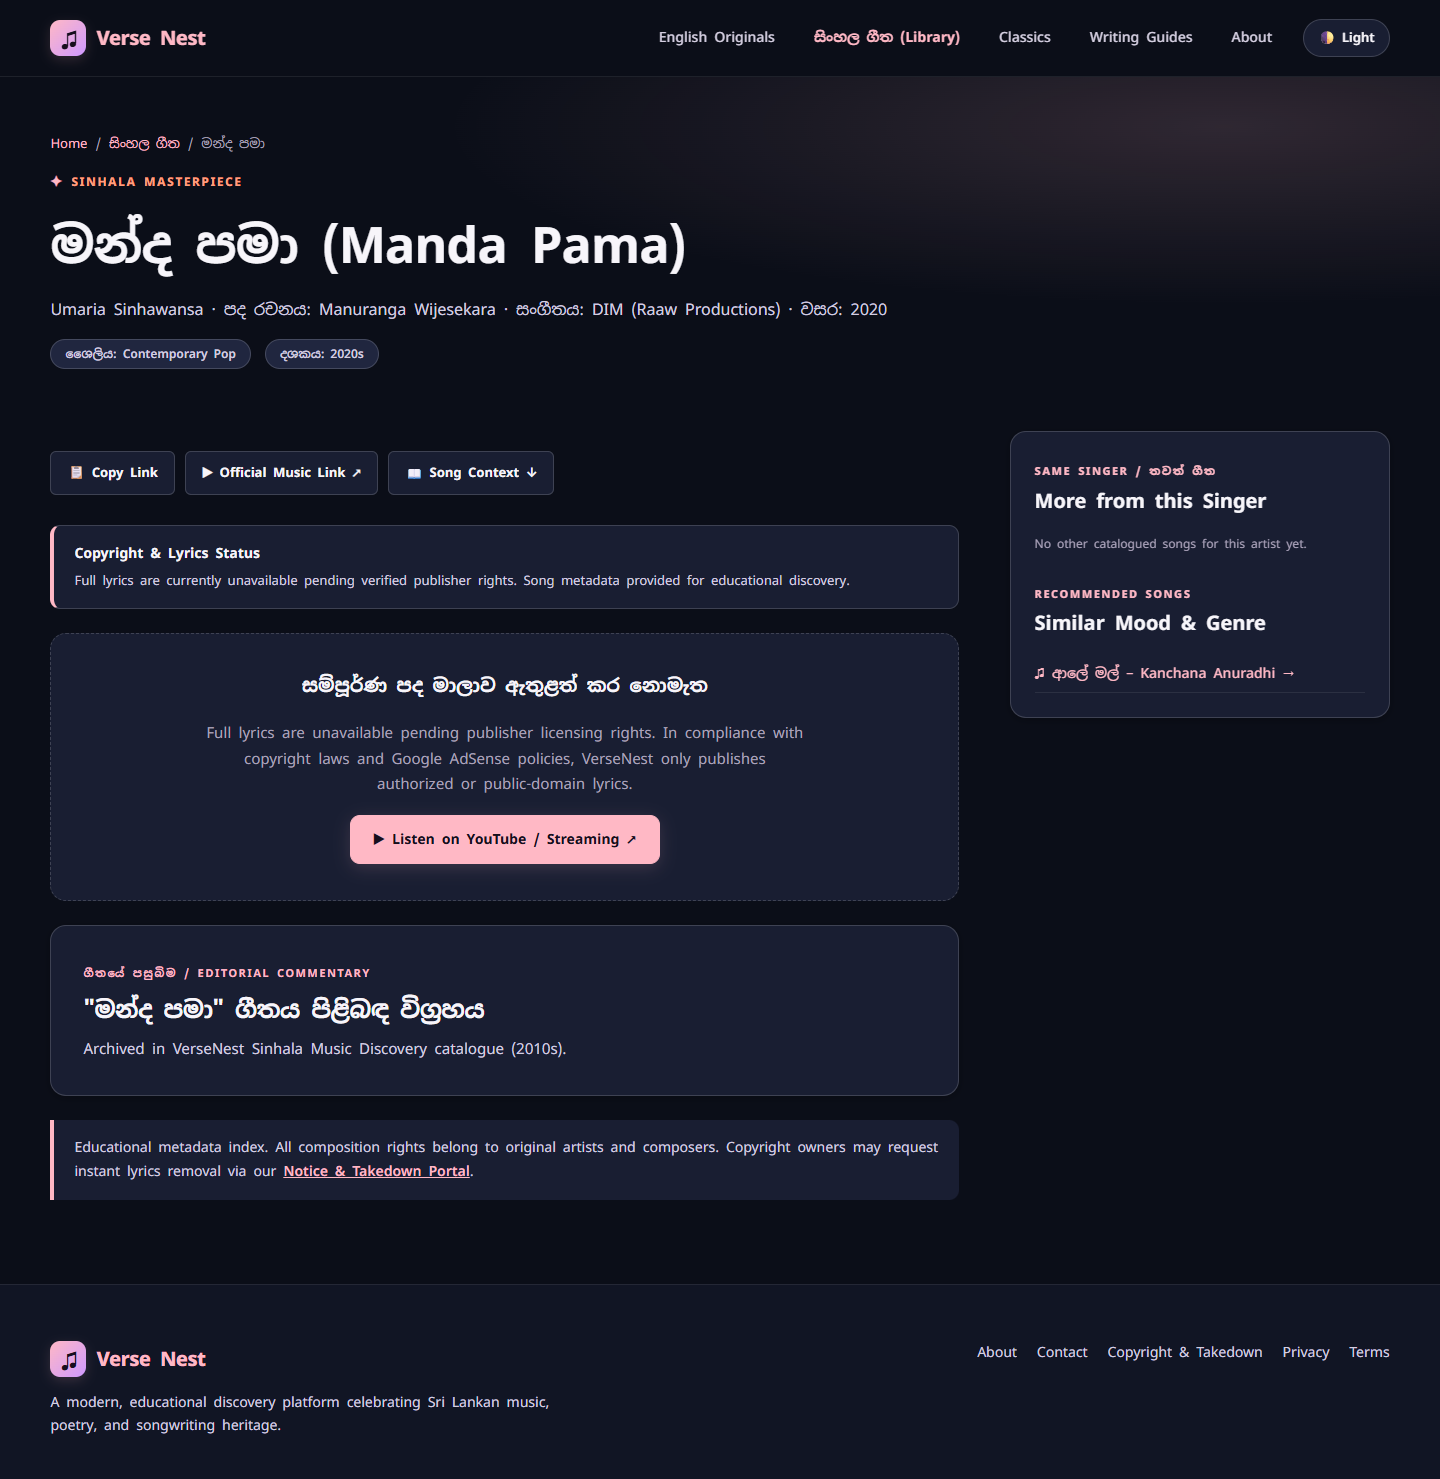 Verse Nest
English Originals
සිංහල ගීත (Library)
Classics
Writing Guides
About
Light
Home / සිංහල ගීත / මන්ද පමා
✦ SINHALA MASTERPIECE
මන්ද පමා (Manda Pama)
Umaria Sinhawansa · පද රචනය: Manuranga Wijesekara · සංගීතය: DIM (Raaw Productions) · වසර: 2020
ශෛලිය: Contemporary Pop
දශකය: 2020s
Copy Link
▶ Official Music Link ↗
Song Context ↓
Copyright & Lyrics Status
Full lyrics are currently unavailable pending verified publisher rights. Song metadata provided for educational discovery.
සම්පූර්ණ පද මාලාව ඇතුළත් කර නොමැත
Full lyrics are unavailable pending publisher licensing rights. In compliance with
copyright laws and Google AdSense policies, VerseNest only publishes
authorized or public-domain lyrics.
▶ Listen on YouTube / Streaming ↗
ගීතයේ පසුබිම / EDITORIAL COMMENTARY
"මන්ද පමා" ගීතය පිළිබඳ විග්‍රහය
Archived in VerseNest Sinhala Music Discovery catalogue (2010s).
Educational metadata index. All composition rights belong to original artists and composers. Copyright owners may request
instant lyrics removal via our Notice & Takedown Portal.
SAME SINGER / තවත් ගීත
More from this Singer
No other catalogued songs for this artist yet.
RECOMMENDED SONGS
Similar Mood & Genre
♫ ආලේ මල් – Kanchana Anuradhi →
Verse Nest
A modern, educational discovery platform celebrating Sri Lankan music,
poetry, and songwriting heritage.
About
Contact
Copyright & Takedown
Privacy
Terms